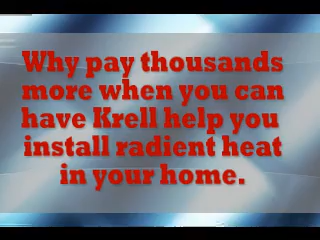 Why pay thousands
more when you can
have Krell help you
install radient heat
in your home.